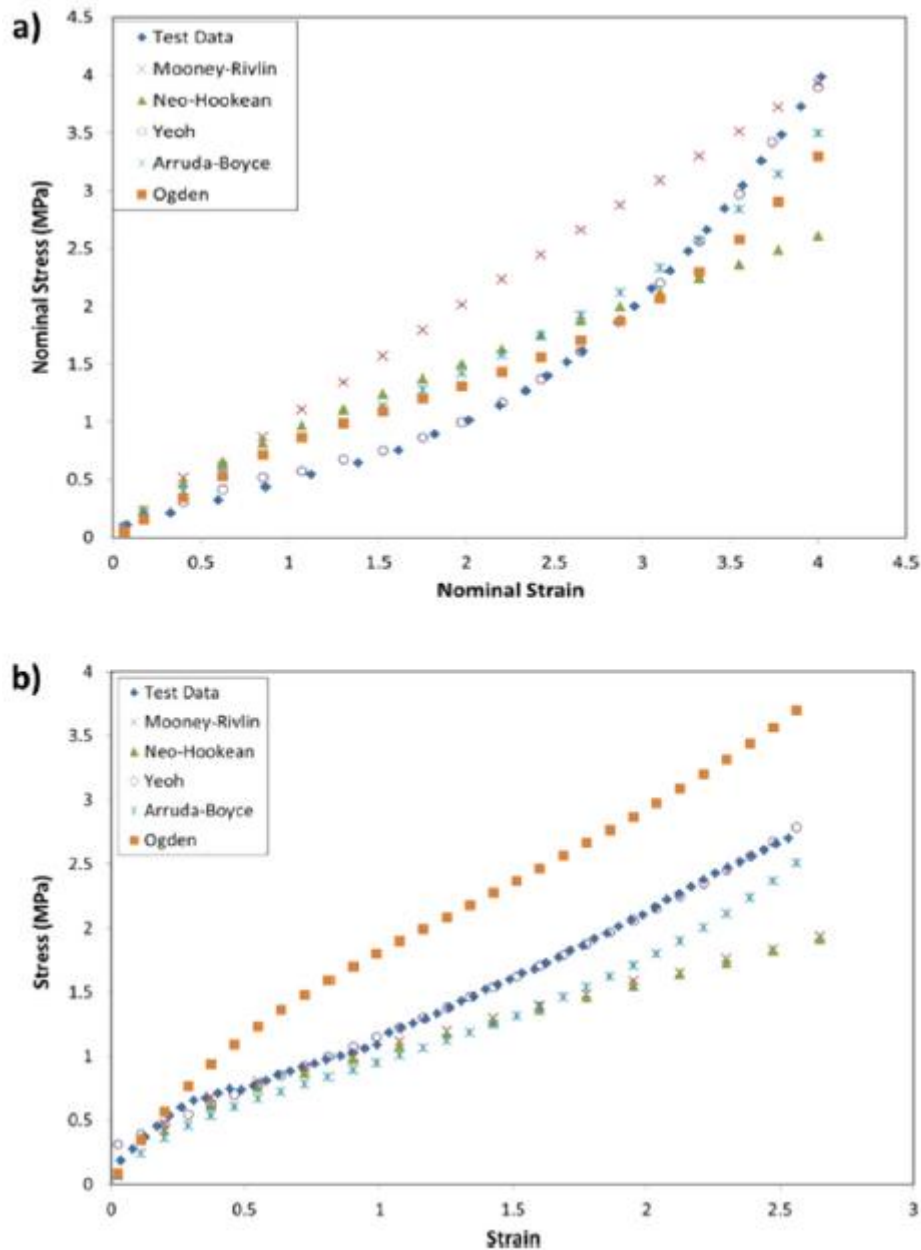 a)
4.5
4
3.5
3
2.5
2
1.5
1
0.5
0
Nominal Stress (MPa)
Test Data
Mooney-Rivlin
Neo-Hookean
Yeoh
Arruda-Boyce
Ogden
0 0.5 1 1.5 2 2.5 3 3.5 4 4.5
Nominal Strain
b)
4
3.5
3
2.5
2
1.5
1
0.5
0
Stress (MPa)
Test Data
Mooney-Rivlin
Neo-Hookean
Yeoh
Arruda-Boyce
Ogden
0 0.5 1 1.5 2 2.5 3
Strain